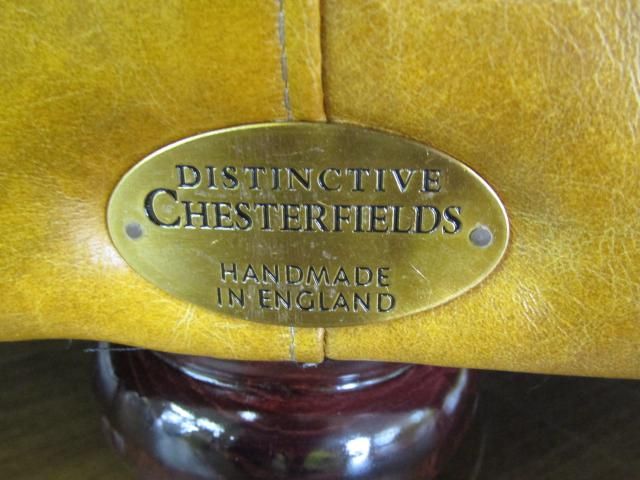 DISTINCTIVE
CHESTERFIELDS
HANDMADE
IN ENGLAND